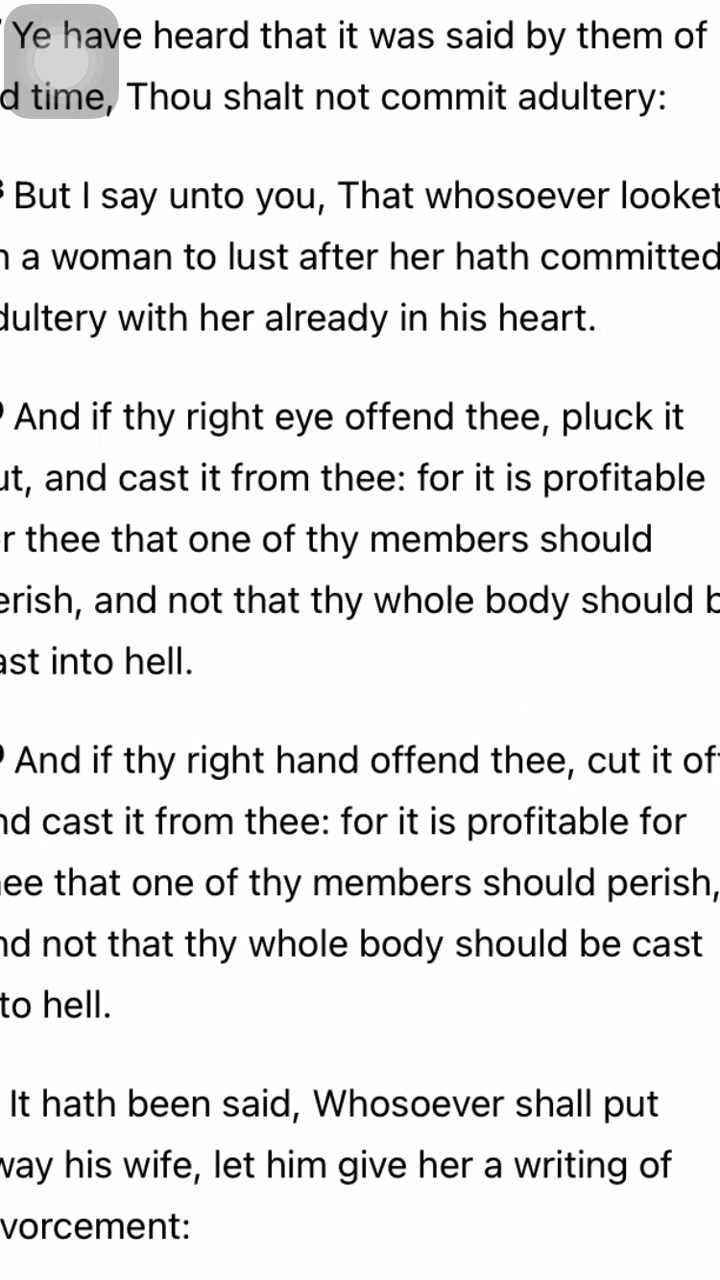 Ye have heard that it was said by them of
d time, Thou shalt not commit adultery:
But I say unto you, That whosoever looket
n a woman to lust after her hath committed
dultery with her already in his heart.
And if thy right eye offend thee, pluck it
ut, and cast it from thee: for it is profitable
r thee that one of thy members should
erish, and not that thy whole body should b
ast into hell.
And if thy right hand offend thee, cut it of
nd cast it from thee: for it is profitable for
ee that one of thy members should perish,
nd not that thy whole body should be cast
to hell.
It hath been said, Whosoever shall put
way his wife, let him give her a writing of
vorcement: